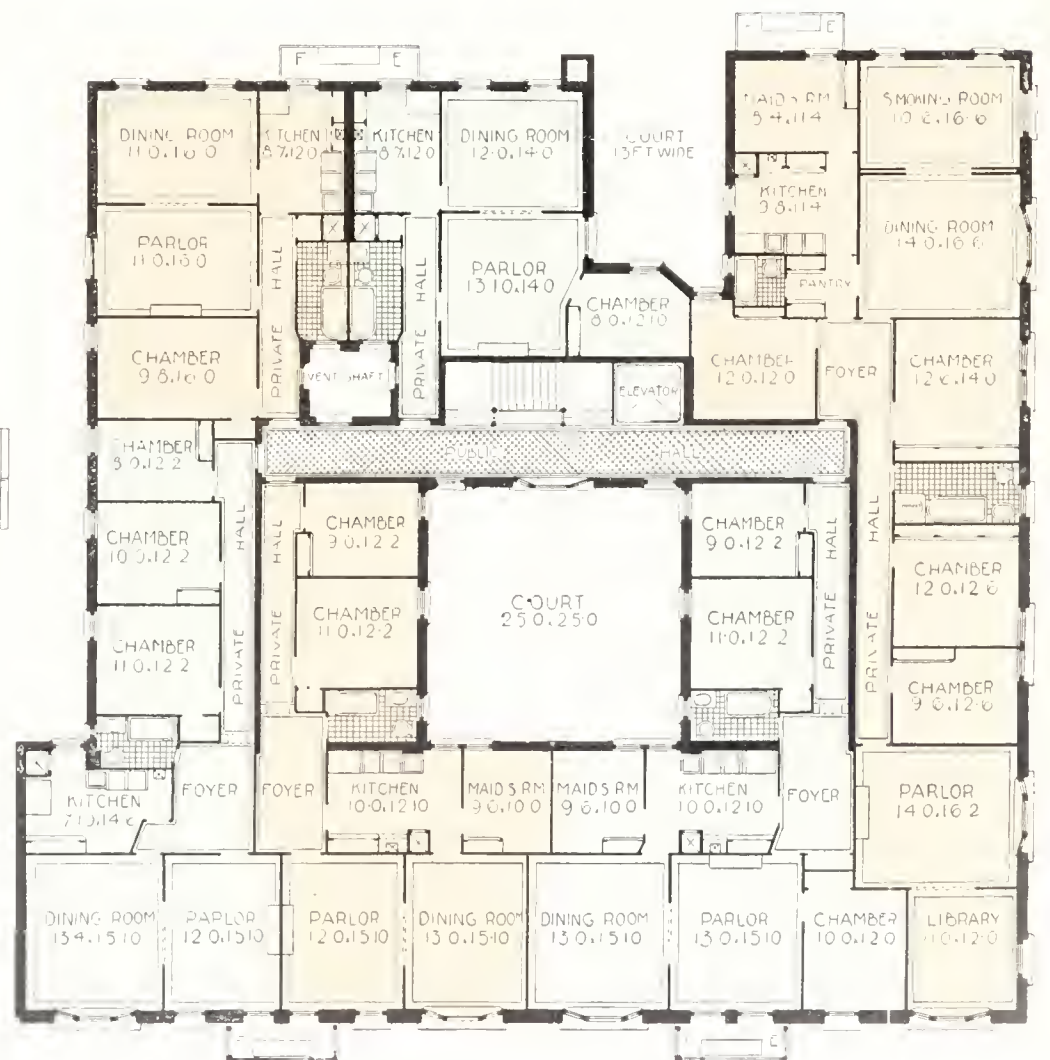 F E
E
DINING ROOM
11.0.16.0
KITCHEN
8.7.12.0
KITCHEN
8.7.12.0
DINING ROOM
12.0.14.0
COURT
13 FT WIDE
MAIDS RM
8.4.11.4
SMOKING ROOM
10.6.16.6
KITCHEN
9.8.11.4
DINING ROOM
14.0.16.6
PANTRY
PARLOR
11.0.16.0
PRIVATE HALL
PRIVATE HALL
PARLOR
13.10.14.0
CHAMBER
8.0.12.10
CHAMBER
9.8.16.0
VENT SHAFT
ELEVATOR
CHAMBER
12.0.12.0
FOYER
CHAMBER
12.6.14.0
PUBLIC HALL
CHAMBER
8.0.12.2
CHAMBER
10.0.12.2
CHAMBER
11.0.12.2
PRIVATE HALL
PRIVATE HALL
CHAMBER
9.0.12.2
CHAMBER
11.0.12.2
COURT
25.0.25.0
CHAMBER
9.0.12.2
CHAMBER
11.0.12.2
PRIVATE HALL
PRIVATE HALL
CHAMBER
12.0.12.6
CHAMBER
9.6.12.6
KITCHEN
FOYER
FOYER
KITCHEN
10.0.12.10
MAIDS RM
9.6.10.0
MAIDS RM
9.6.10.0
KITCHEN
10.0.12.10
FOYER
PARLOR
14.0.16.2
DINING ROOM
13.4.15.10
PARLOR
12.0.15.10
PARLOR
12.0.15.10
DINING ROOM
13.0.15.10
DINING ROOM
13.0.15.10
PARLOR
13.0.15.10
CHAMBER
10.0.12.0
LIBRARY
11.0.12.0
F
E